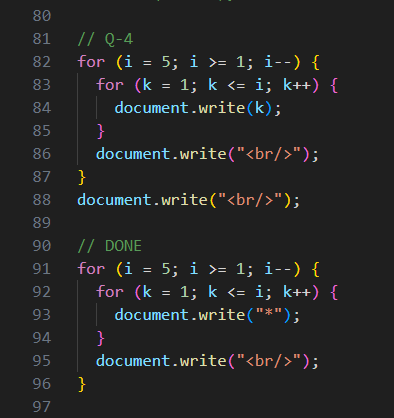 80
81 // Q-4
82 for (i = 5; i >= 1; i--) {
83 for (k = 1; k <= i; k++) {
84 document.write(k);
85 }
86 document.write("<br/>");
87 }
88 document.write("<br/>");
89
90 // DONE
91 for (i = 5; i >= 1; i--) {
92 for (k = 1; k <= i; k++) {
93 document.write("*");
94 }
95 document.write("<br/>");
96 }
97